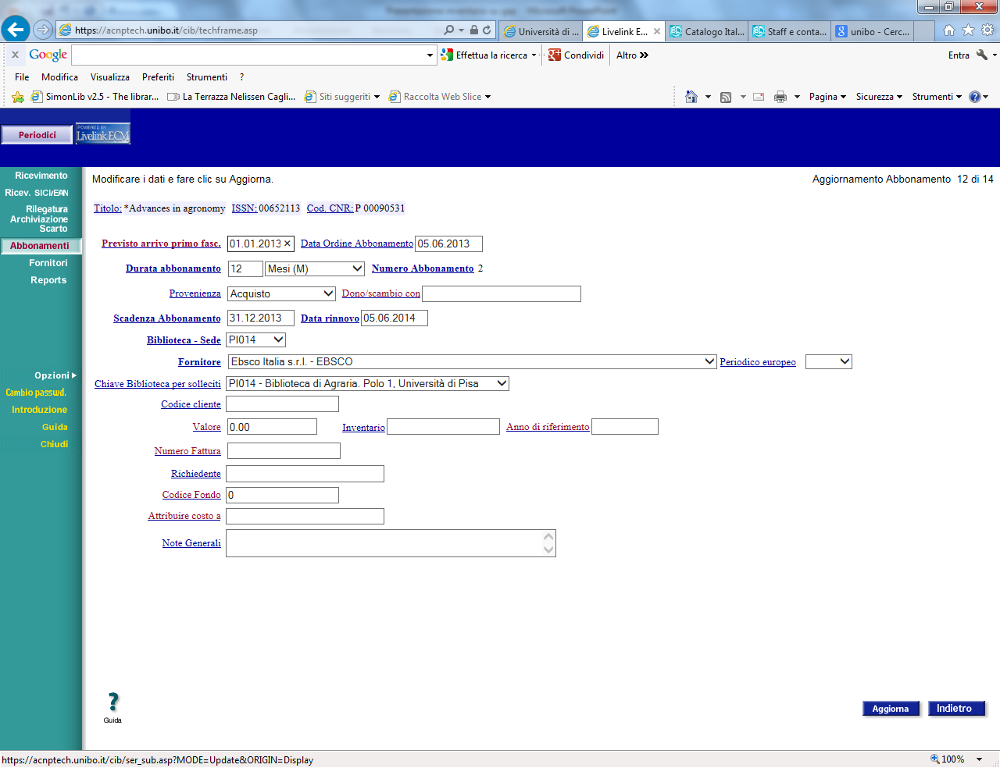 https://acnptech.unibo.it/cib/techframe.asp
Università di ...
Livelink E...
Catalogo Ital...
Staff e conta...
unibo - Cerc...
x Google Effettua la ricerca Condividi Altro Entra
File Modifica Visualizza Preferiti Strumenti ?
SimonLib v2.5 - The librar... La Terrazza Nelissen Cagli... Siti suggeriti Raccolta Web Slice Pagina Sicurezza Strumenti
Periodici
POWERED BY
Livelink ECM
Ricevimento
Ricev. SICI/EAN
Rilegatura
Archiviazione
Scarto
Abbonamenti
Fornitori
Reports
Opzioni
Cambio passwd.
Introduzione
Guida
Chiudi
Modificare i dati e fare clic su Aggiorna. Aggiornamento Abbonamento 12 di 14
Titolo: *Advances in agronomy ISSN: 00652113 Cod. CNR: P 00090531
Previsto arrivo primo fasc. 01.01.2013 Data Ordine Abbonamento 05.06.2013
Durata abbonamento 12 Mesi (M) Numero Abbonamento 2
Provenienza Acquisto Dono/scambio con
Scadenza Abbonamento 31.12.2013 Data rinnovo 05.06.2014
Biblioteca - Sede PI014
Fornitore Ebsco Italia s.r.l. - EBSCO Periodico europeo
Chiave Biblioteca per solleciti PI014 - Biblioteca di Agraria. Polo 1, Università di Pisa
Codice cliente
Valore 0.00 Inventario Anno di riferimento
Numero Fattura
Richiedente
Codice Fondo 0
Attribuire costo a
Note Generali
?
Guida
Aggiorna Indietro
https://acnptech.unibo.it/cib/ser_sub.asp?MODE=Update&ORIGIN=Display 100%